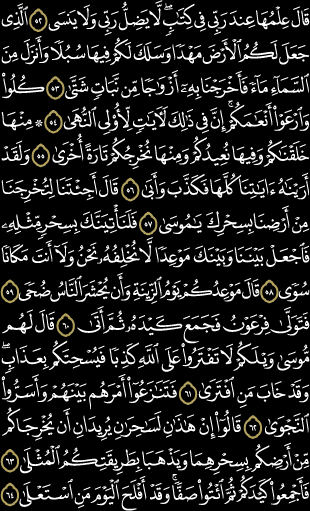 قَالَ عِلْمُهَا عِندَ رَبِّى فِى كِتَٰبٍ ۖ لَّا يَضِلُّ رَبِّى وَلَا يَنسَى ٥٢ ٱلَّذِى
جَعَلَ لَكُمُ ٱلْأَرْضَ مَهْدًا وَسَلَكَ لَكُمْ فِيهَا سُبُلًا وَأَنزَلَ مِنَ
ٱلسَّمَآءِ مَآءً فَأَخْرَجْنَا بِهِۦٓ أَزْوَٰجًا مِّن نَّبَاتٍ شَتَّىٰ ٥٣ كُلُوا۟
وَٱرْعَوْا۟ أَنْعَٰمَكُمْ ۗ إِنَّ فِى ذَٰلِكَ لَءَايَٰتٍ لِّأُو۟لِى ٱلنُّهَىٰ ٥٤ ۞ مِنْهَا
خَلَقْنَٰكُمْ وَفِيهَا نُعِيدُكُمْ وَمِنْهَا نُخْرِجُكُمْ تَارَةً أُخْرَىٰ ٥٥ وَلَقَدْ
أَرَيْنَٰهُ ءَايَٰتِنَا كُلَّهَا فَكَذَّبَ وَأَبَىٰ ٥٦ قَالَ أَجِئْتَنَا لِتُخْرِجَنَا
مِنْ أَرْضِنَا بِسِحْرِكَ يَٰمُوسَىٰ ٥٧ فَلَنَأْتِيَنَّكَ بِسِحْرٍ مِّثْلِهِۦ
فَٱجْعَلْ بَيْنَنَا وَبَيْنَكَ مَوْعِدًا لَّا نُخْلِفُهُۥ نَحْنُ وَلَآ أَنتَ مَكَانًا
سُوًى ٥٨ قَالَ مَوْعِدُكُمْ يَوْمُ ٱلزِّينَةِ وَأَن يُحْشَرَ ٱلنَّاسُ ضُحًى ٥٩
فَتَوَلَّىٰ فِرْعَوْنُ فَجَمَعَ كَيْدَهُۥ ثُمَّ أَتَىٰ ٦٠ قَالَ لَهُم
مُّوسَىٰ وَيْلَكُمْ لَا تَفْتَرُوا۟ عَلَى ٱللَّهِ كَذِبًا فَيُسْحِتَكُم بِعَذَابٍ ۖ
وَقَدْ خَابَ مَنِ ٱفْتَرَىٰ ٦١ فَتَنَٰزَعُوٓا۟ أَمْرَهُم بَيْنَهُمْ وَأَسَرُّوا۟
ٱلنَّجْوَىٰ ٦٢ قَالُوٓا۟ إِنْ هَٰذَٰنِ لَسَٰحِرَٰنِ يُرِيدَانِ أَن يُخْرِجَاكُم
مِّنْ أَرْضِكُم بِسِحْرِهِمَا وَيَذْهَبَا بِطَرِيقَتِكُمُ ٱلْمُثْلَىٰ ٦٣
فَأَجْمِعُوا۟ كَيْدَكُمْ ثُمَّ ٱئْتُوا۟ صَفًّا ۚ وَقَدْ أَفْلَحَ ٱلْيَوْمَ مَنِ ٱسْتَعْلَىٰ ٦٤